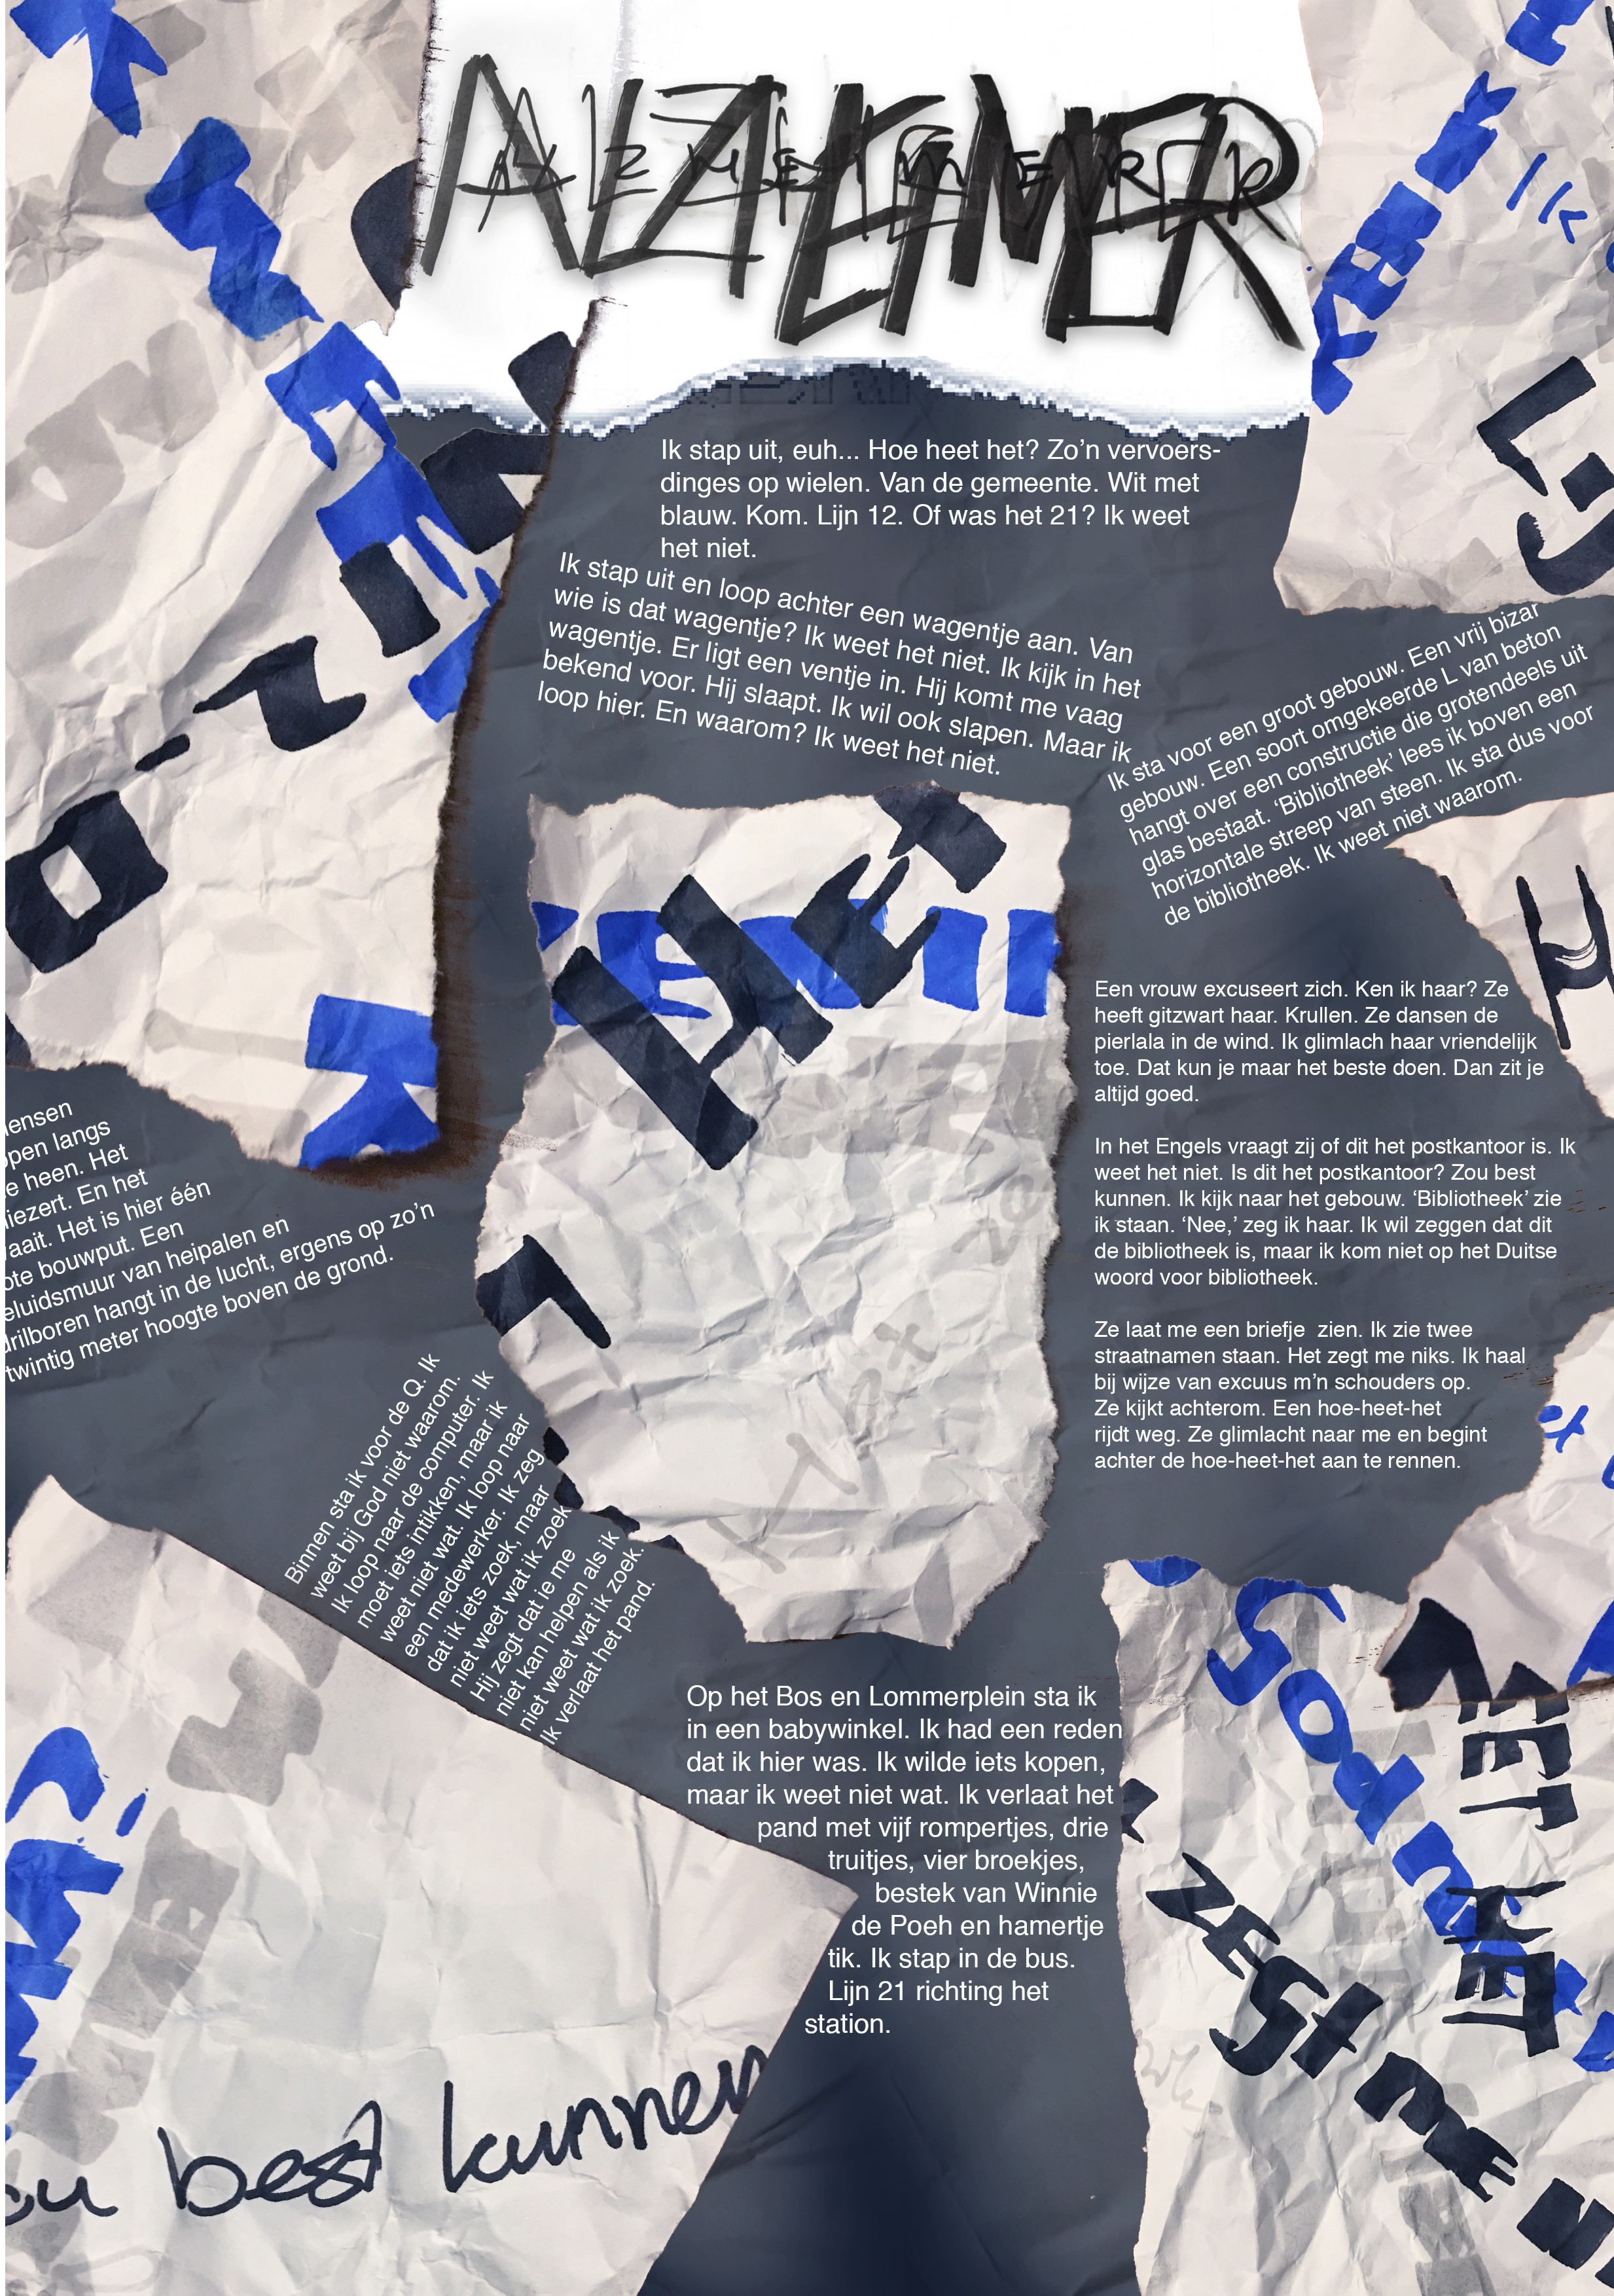 ALZHEIMER
Ik stap uit, euh... Hoe heet het? Zo’n vervoers-
dinges op wielen. Van de gemeente. Wit met
blauw. Kom. Lijn 12. Of was het 21? Ik weet
het niet.
Ik stap uit en loop achter een wagentje aan. Van
wie is dat wagentje? Ik weet het niet. Ik kijk in het
wagentje. Er ligt een ventje in. Hij komt me vaag
bekend voor. Hij slaapt. Ik wil ook slapen. Maar ik
loop hier. En waarom? Ik weet het niet.
Ik sta voor een groot gebouw. Een vrij bizar
gebouw. Een soort omgekeerde L van beton
hangt over een constructie die grotendeels uit
glas bestaat. ‘Bibliotheek’ lees ik boven een
horizontale streep van steen. Ik sta dus voor
de bibliotheek. Ik weet niet waarom.
Ik
HET
Een vrouw excuseert zich. Ken ik haar? Ze
heeft gitzwart haar. Krullen. Ze dansen de
pierlala in de wind. Ik glimlach haar vriendelijk
toe. Dat kun je maar het beste doen. Dan zit je
altijd goed.
In het Engels vraagt zij of dit het postkantoor is. Ik
weet het niet. Is dit het postkantoor? Zou best
kunnen. Ik kijk naar het gebouw. ‘Bibliotheek’ zie
ik staan. ‘Nee,’ zeg ik haar. Ik wil zeggen dat dit
de bibliotheek is, maar ik kom niet op het Duitse
woord voor bibliotheek.
Ze laat me een briefje  zien. Ik zie twee
straatnamen staan. Het zegt me niks. Ik haal
bij wijze van excuus m’n schouders op.
Ze kijkt achterom. Een hoe-heet-het
rijdt weg. Ze glimlacht naar me en begint
achter de hoe-heet-het aan te rennen.
ensen
pen langs
e heen. Het
iezert. En het
aait. Het is hier één
ote bouwput. Een
eluidsmuur van heipalen en
drilboren hangt in de lucht, ergens op zo’n
twintig meter hoogte boven de grond.
Binnen sta ik voor de Q. Ik
weet bij God niet waarom.
Ik loop naar de computer. Ik
moet iets intikken, maar ik
weet niet wat. Ik loop naar
een medewerker. Ik zeg
dat ik iets zoek, maar
niet weet wat ik zoek
Hij zegt dat ie me
niet kan helpen als ik
niet weet wat ik zoek.
Ik verlaat het pand.
Op het Bos en Lommerplein sta ik
in een babywinkel. Ik had een reden
dat ik hier was. Ik wilde iets kopen,
maar ik weet niet wat. Ik verlaat het
pand met vijf rompertjes, drie
truitjes, vier broekjes,
bestek van Winnie
de Poeh en hamertje
tik. Ik stap in de bus.
Lijn 21 richting het
station.
HET
u best kunnen